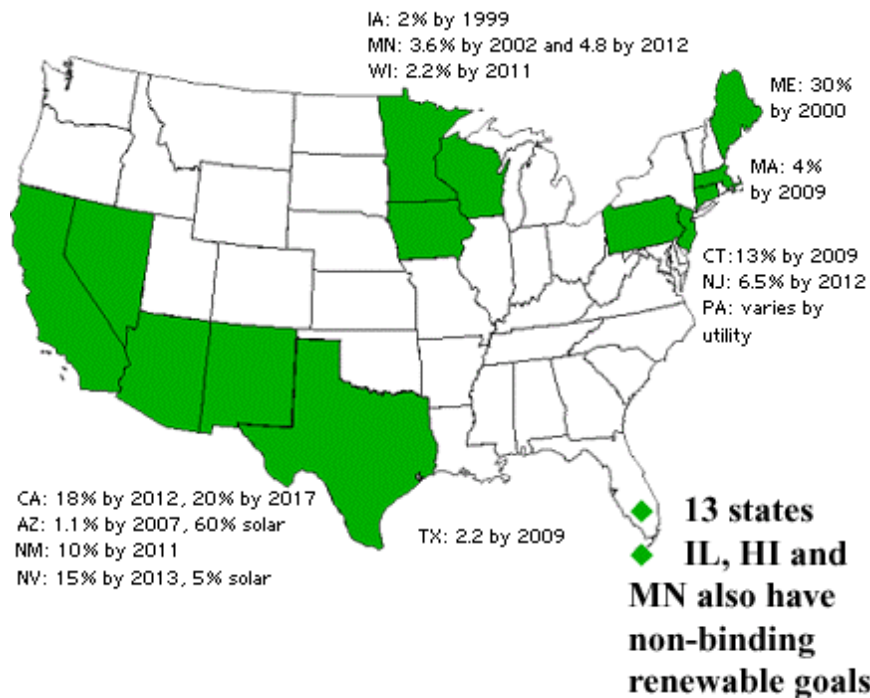 IA: 2% by 1999
MN: 3.6% by 2002 and 4.8 by 2012
WI: 2.2% by 2011
ME: 30%
by 2000
MA: 4%
by 2009
CT:13% by 2009
NJ: 6.5% by 2012
PA: varies by
utility
CA: 18% by 2012, 20% by 2017
AZ: 1.1% by 2007, 60% solar
NM: 10% by 2011
NV: 15% by 2013, 5% solar
TX: 2.2 by 2009
13 states
IL, HI and
MN also have
non-binding
renewable goals